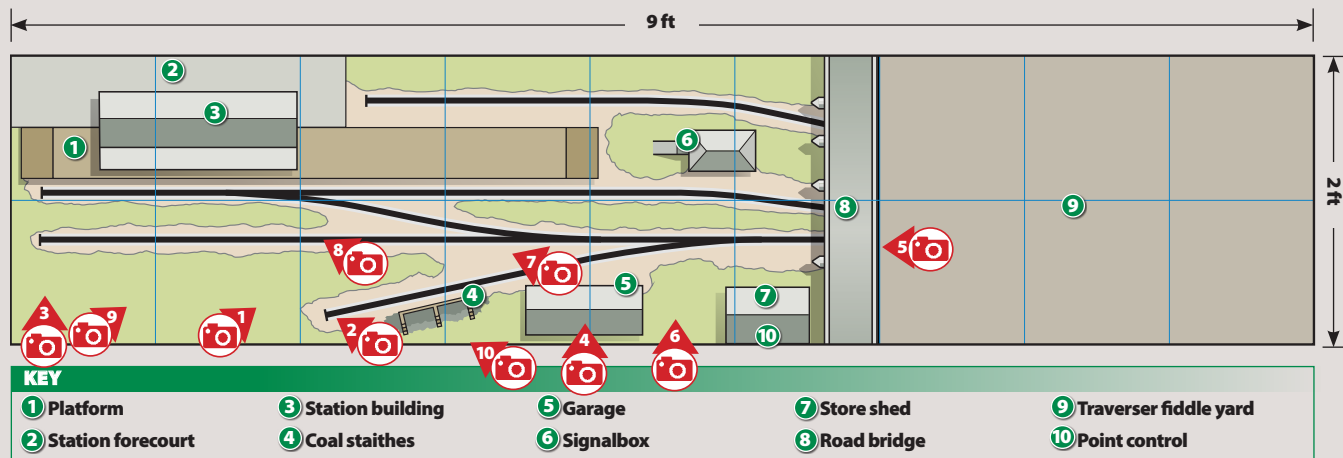 9 ft
2
3
1
6
8
9
2 ft
5
8
7
5
4
7
3
9
1
2
10
4
6
10
KEY
1 Platform
3 Station building
5 Garage
7 Store shed
9 Traverser fiddle yard
2 Station forecourt
4 Coal staithes
6 Signalbox
8 Road bridge
10 Point control